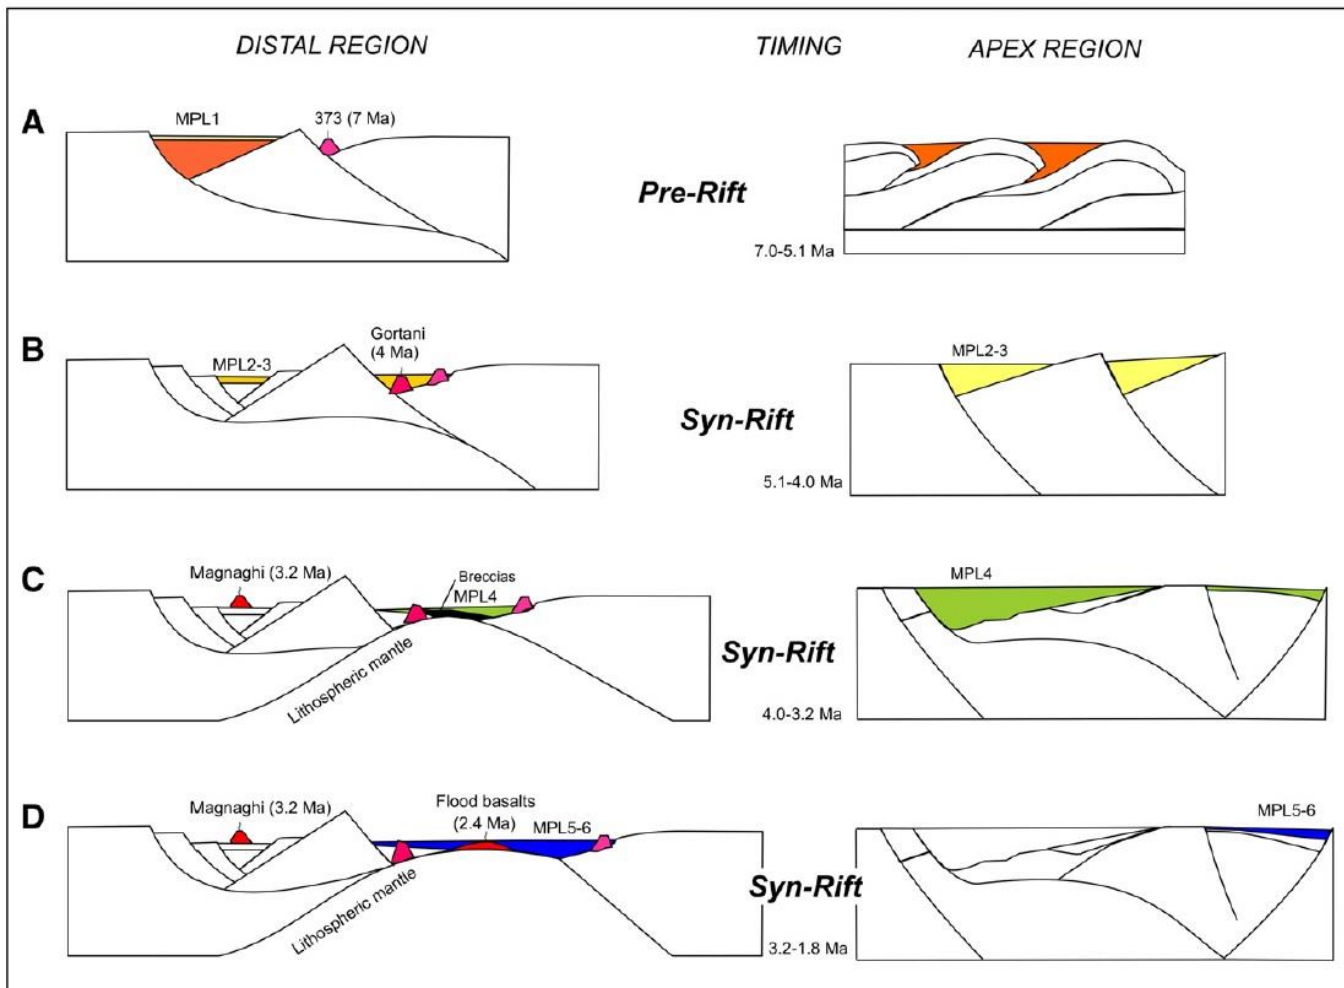 DISTAL REGION
TIMING
APEX REGION
A
MPL1
373 (7 Ma)
Pre-Rift
7.0-5.1 Ma
B
MPL2-3
Gortani
(4 Ma)
MPL2-3
Syn-Rift
5.1-4.0 Ma
C
Magnaghi (3.2 Ma)
Breccias
MPL4
Lithospheric mantle
MPL4
Syn-Rift
4.0-3.2 Ma
D
Magnaghi (3.2 Ma)
Flood basalts
(2.4 Ma)
MPL5-6
Lithospheric mantle
MPL5-6
Syn-Rift
3.2-1.8 Ma